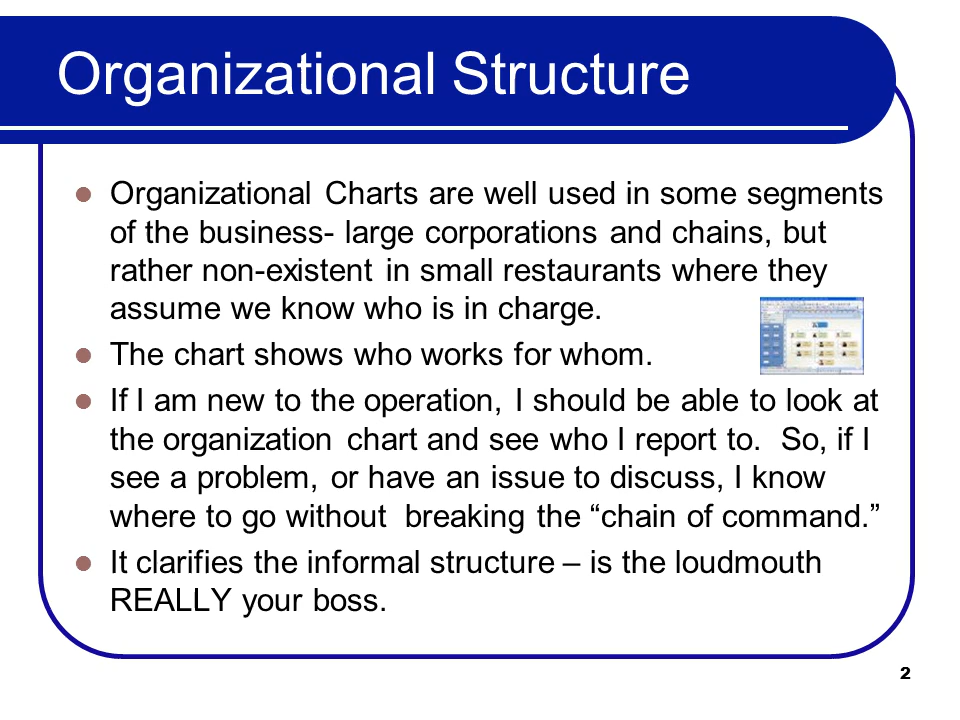 Organizational Structure
Organizational Charts are well used in some segments
of the business- large corporations and chains, but
rather non-existent in small restaurants where they
assume we know who is in charge.
The chart shows who works for whom.
If I am new to the operation, I should be able to look at
the organization chart and see who I report to.  So, if I
see a problem, or have an issue to discuss, I know
where to go without  breaking the “chain of command.”
It clarifies the informal structure – is the loudmouth
REALLY your boss.
2